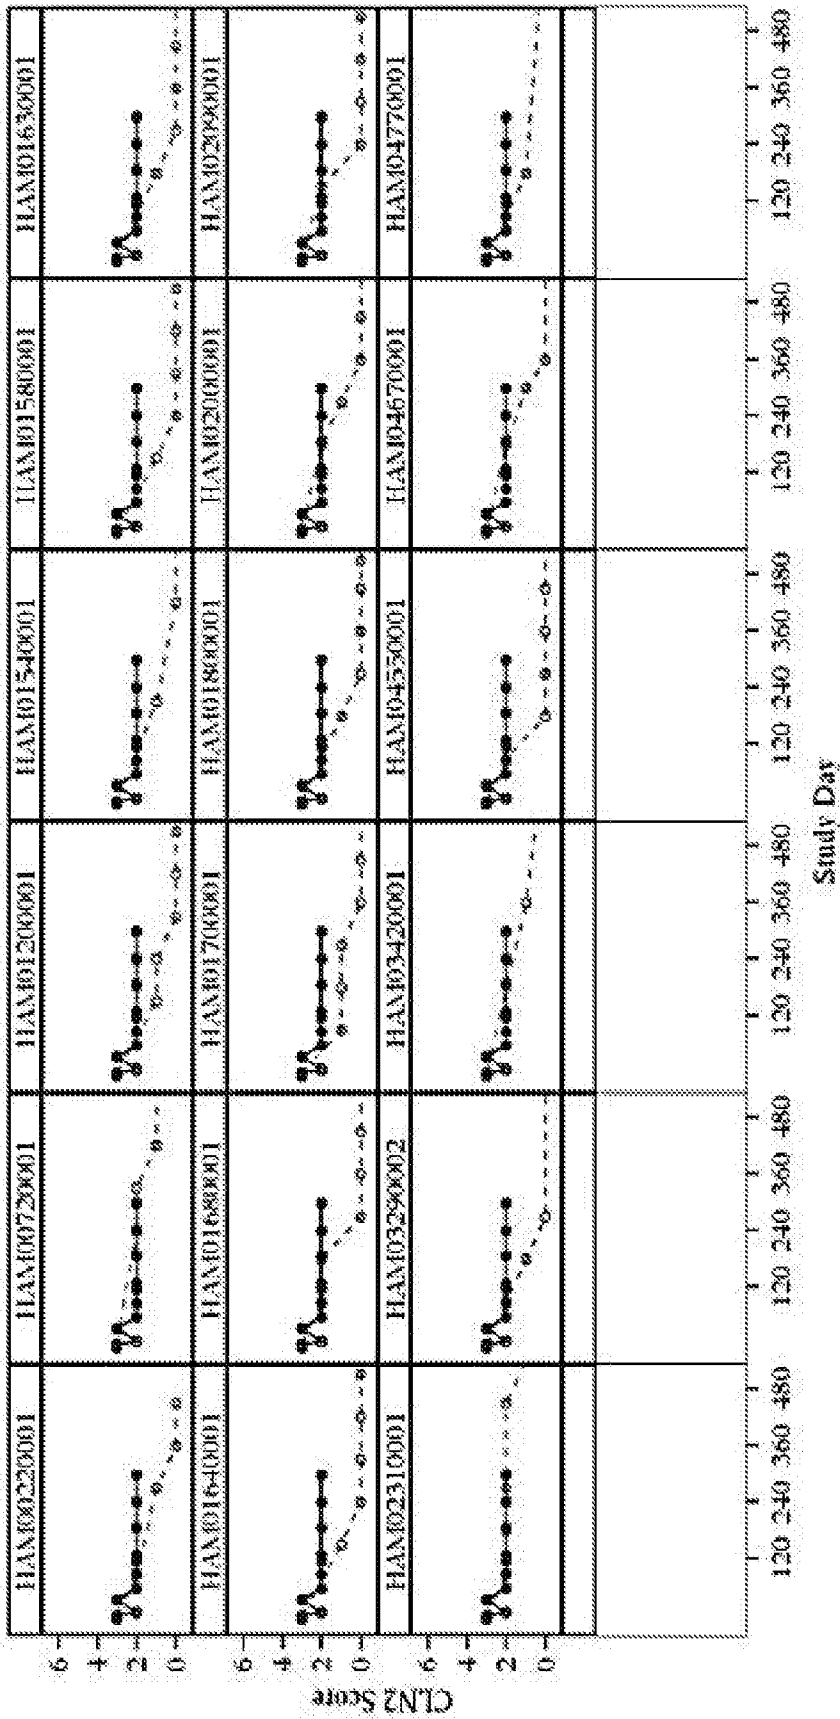 HAM00220001
HAM00720001
HAM01200001
HAM01540001
HAM01580001
HAM01630001
6
4
2
0
HAM01640001
HAM01680001
HAM01700001
HAM01800001
HAM02000001
HAM02090001
6
4
2
0
HAM02310001
HAM03290002
HAM03420001
HAM04550001
HAM04670001
HAM04770001
6
4
2
0
CLN2 Score
120 240 360 480
120 240 360 480
120 240 360 480
120 240 360 480
120 240 360 480
120 240 360 480
Study Day